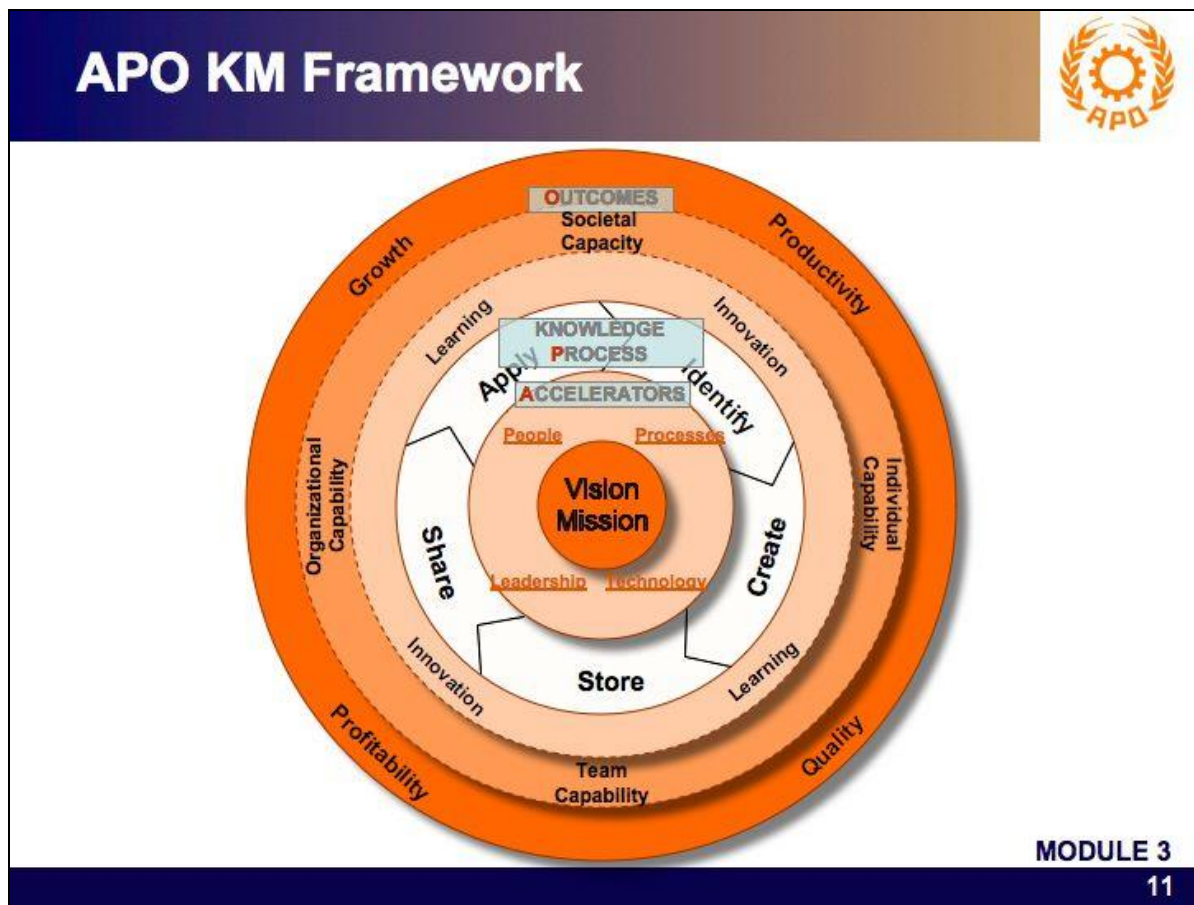 APO KM Framework
APO
OUTCOMES
Societal
Capacity
Growth
Productivity
Learning
Innovation
KNOWLEDGE
PROCESS
Apply
Identify
ACCELERATORS
People
Processes
Vision
Mission
Organizational
Capability
Individual
Capability
Share
Create
Leadership
Technology
Innovation
Store
Learning
Profitability
Team
Capability
Quality
MODULE 3
11